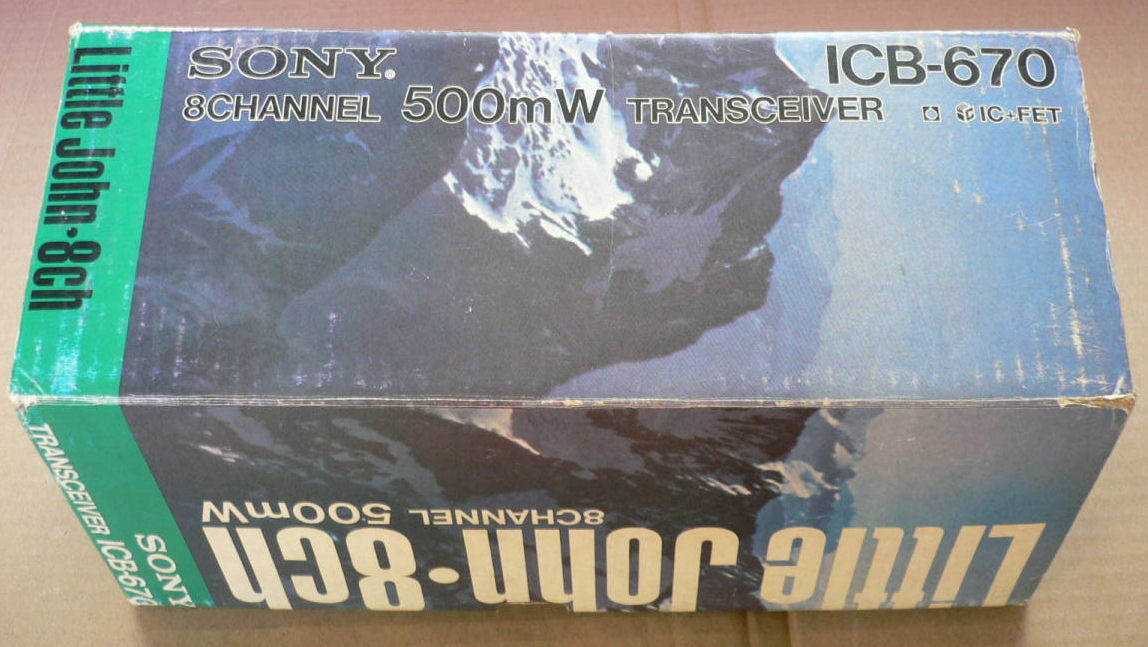 SONY®
ICB-670
8CHANNEL 500mW TRANSCEIVER IC+FET
Little John·8ch
Little John·8ch
8CHANNEL 500mW
SONY
TRANSCEIVER ICB-670